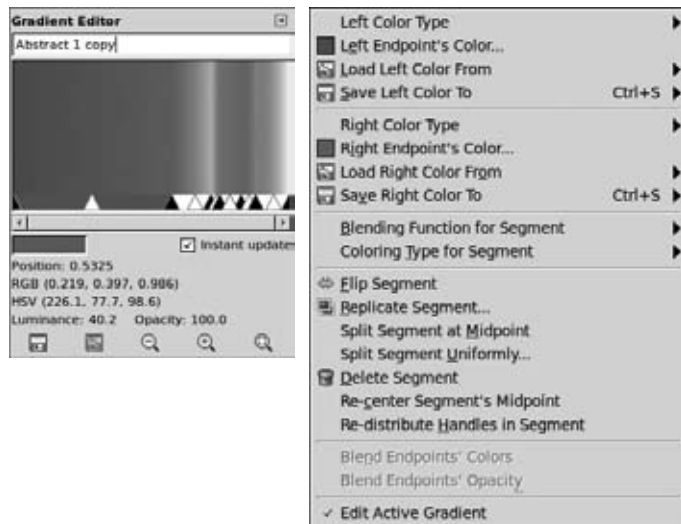 Gradient Editor
Abstract 1 copy
Instant updates
Position: 0.5325
RGB (0.219, 0.397, 0.986)
HSV (226.1, 77.7, 98.6)
Luminance: 40.2 Opacity: 100.0
Left Color Type
Left Endpoint's Color...
Load Left Color From
Save Left Color To Ctrl+S
Right Color Type
Right Endpoint's Color...
Load Right Color From
Save Right Color To Ctrl+S
Blending Function for Segment
Coloring Type for Segment
Flip Segment
Replicate Segment...
Split Segment at Midpoint
Split Segment Uniformly...
Delete Segment
Re-center Segment's Midpoint
Re-distribute Handles in Segment
Blend Endpoints' Colors
Blend Endpoints' Opacity
Edit Active Gradient